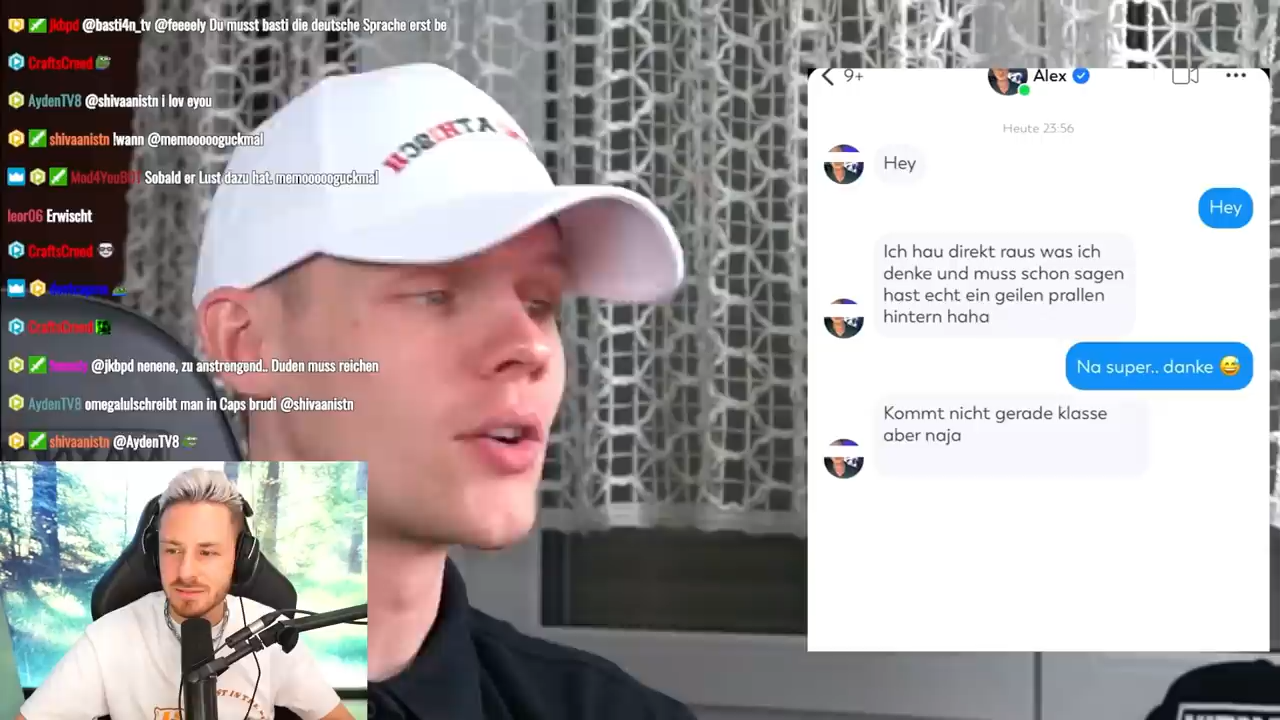 jkbpd @basti4n_tv @feeeely Du musst basti die deutsche Sprache erst be
CraftsCreed
AydenTV8 @shivaanistn i lov eyou
shivaanistn !wann @memoooooguckmal
Mod4YouBot Sobald er Lust dazu hat. memoooooguckmal
leor06 Erwischt
CraftsCreed
CraftsCreed
@jkbpd nenene, zu anstrengend.. Duden muss reichen
AydenTV8 omegalulschreibt man in Caps brudi @shivaanistn
shivaanistn @AydenTV8
9+
Alex
Heute 23:56
Hey
Hey
Ich hau direkt raus was ich
denke und muss schon sagen
hast echt ein geilen prallen
hintern haha
Na super.. danke 😅
Kommt nicht gerade klasse
aber naja